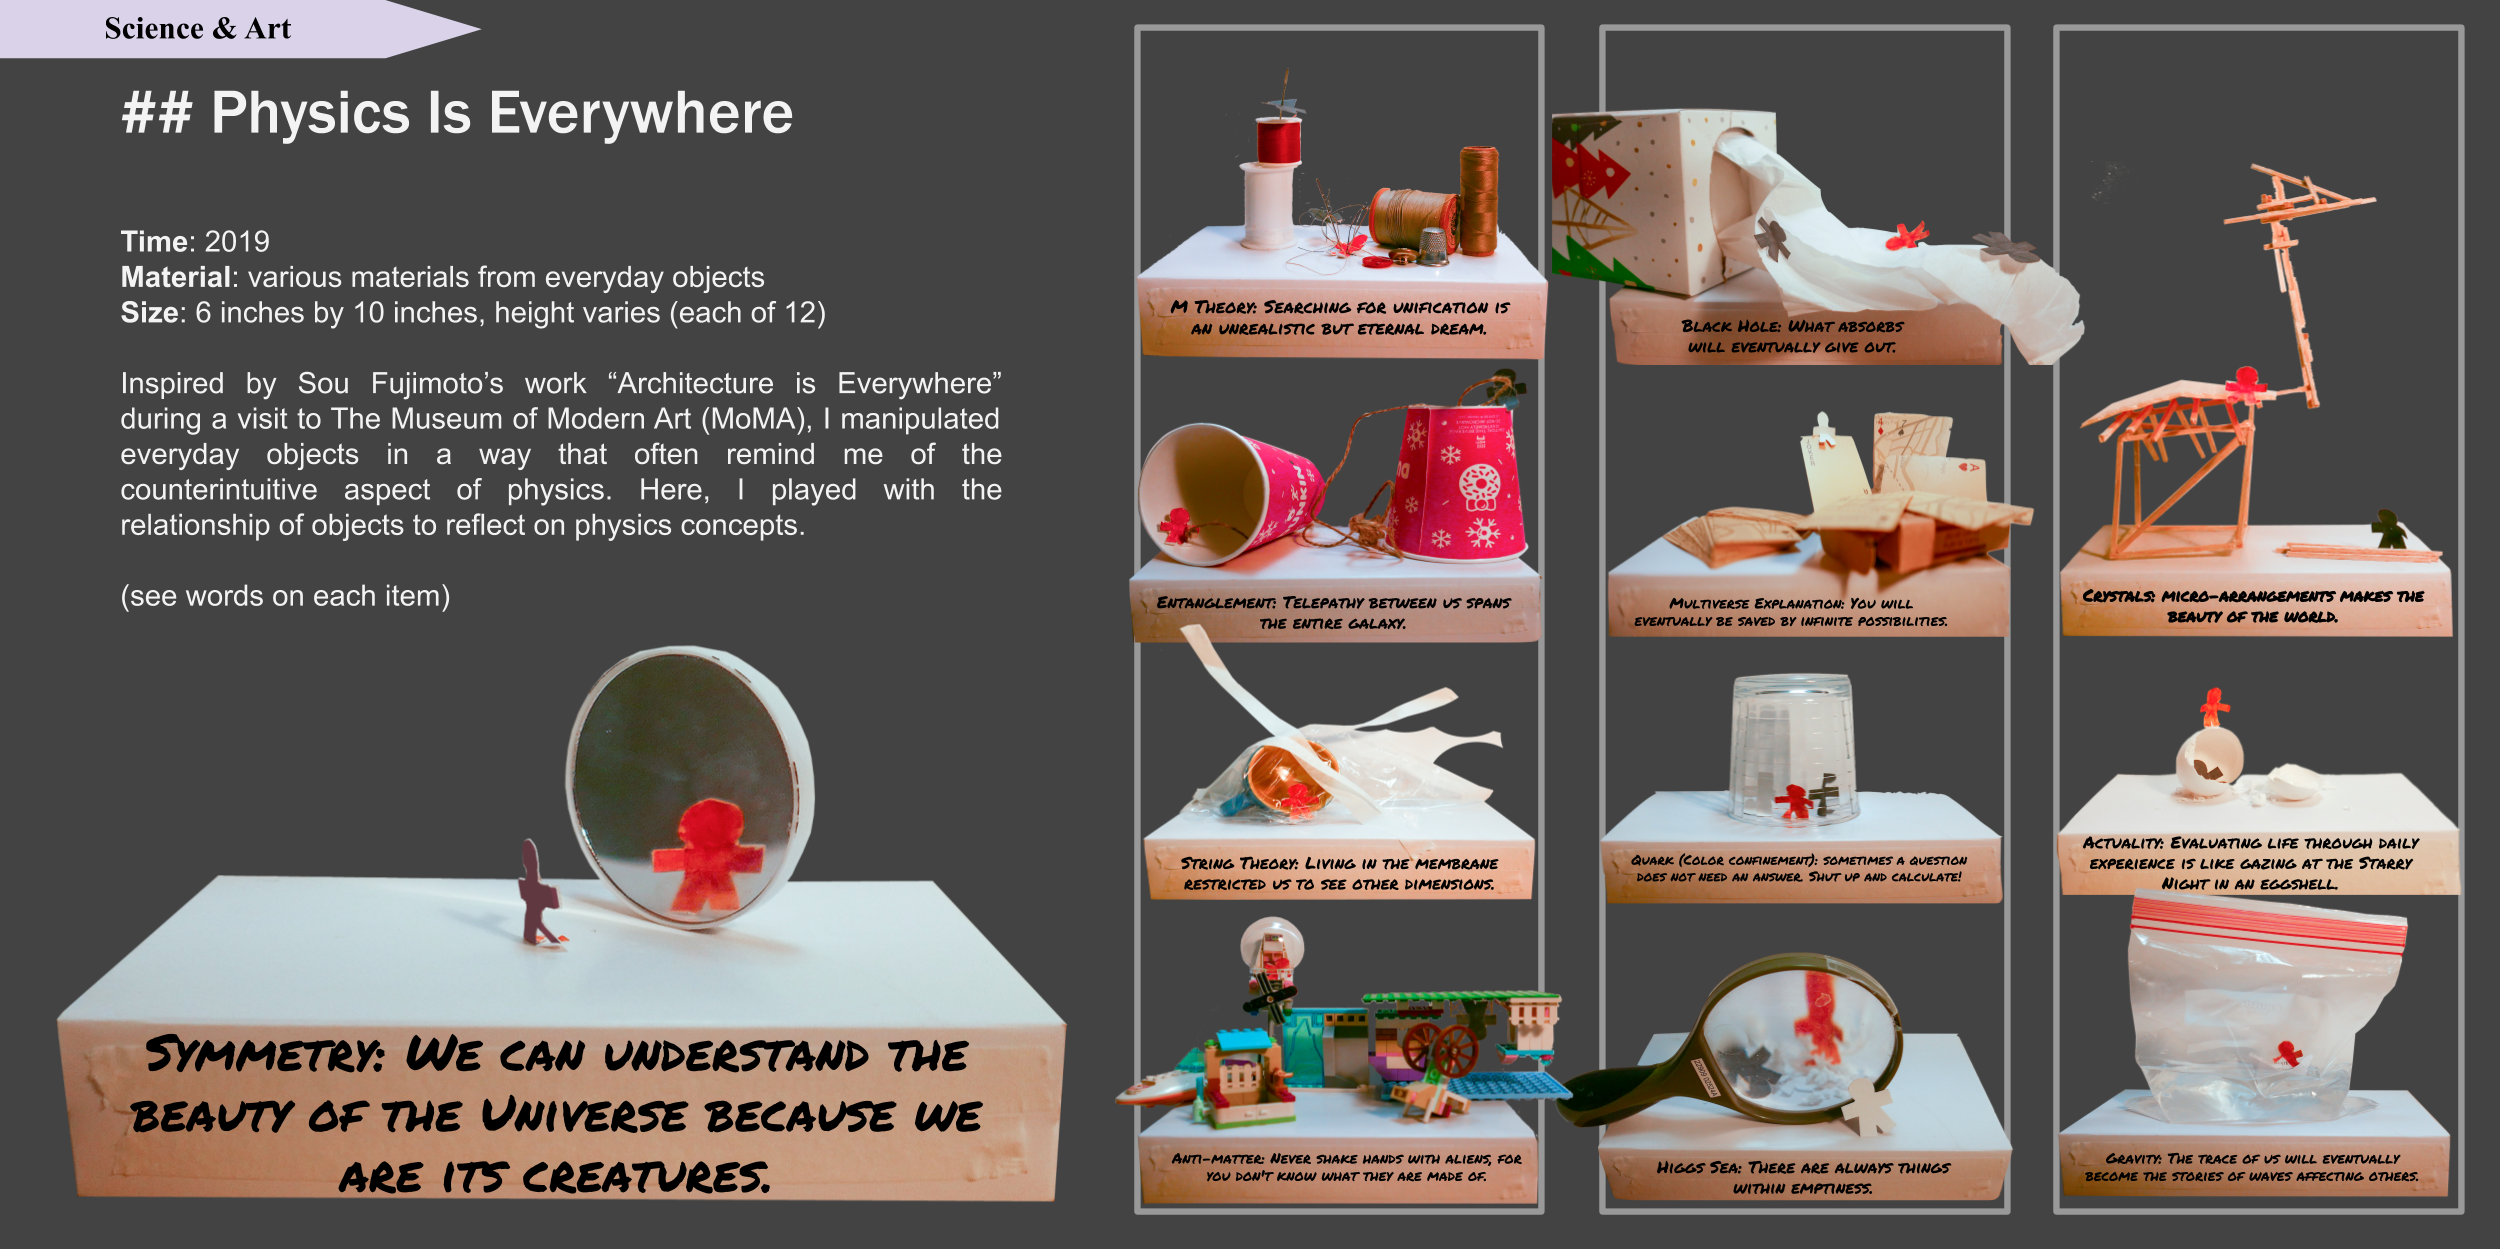 Science & Art
## Physics Is Everywhere
Time: 2019
Material: various materials from everyday objects
Size: 6 inches by 10 inches, height varies (each of 12)
Inspired by Sou Fujimoto’s work “Architecture is Everywhere”
during a visit to The Museum of Modern Art (MoMA), I manipulated
everyday objects in a way that often remind me of the
counterintuitive aspect of physics. Here, I played with the
relationship of objects to reflect on physics concepts.
(see words on each item)
Symmetry: We can understand the
beauty of the Universe because we
are its creatures.
M Theory: Searching for unification is
an unrealistic but eternal dream.
Entanglement: Telepathy between us spans
the entire galaxy.
String Theory: Living in the membrane
restricted us to see other dimensions.
Anti-matter: Never shake hands with aliens, for
you don't know what they are made of.
Black Hole: What absorbs
will eventually give out.
Multiverse Explanation: You will
eventually be saved by infinite possibilities.
Quark (Color confinement): sometimes a question
does not need an answer. Shut up and calculate!
Higgs Sea: There are always things
within emptiness.
Crystals: micro-arrangements makes the
beauty of the world.
Actuality: Evaluating life through daily
experience is like gazing at the Starry
Night in an eggshell.
Gravity: The trace of us will eventually
become the stories of waves affecting others.